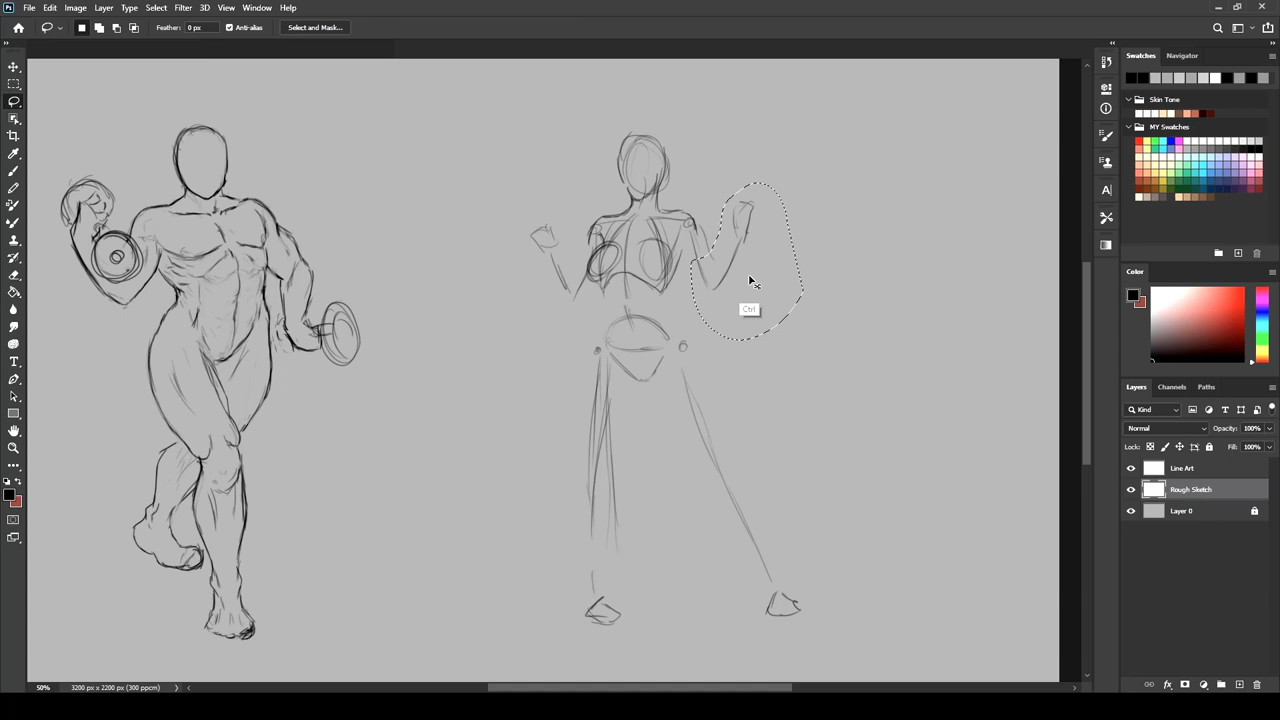 Ps File Edit Image Layer Type Select Filter 3D View Window Help
Feather: 0 px Anti-alias Select and Mask...
Swatches Navigator
Skin Tone
MY Swatches
Ctrl
Color
Layers Channels Paths
Kind
Normal Opacity: 100%
Lock: Fill: 100%
Line Art
Rough Sketch
Layer 0
50% 3200 px x 2200 px (300 ppcm)